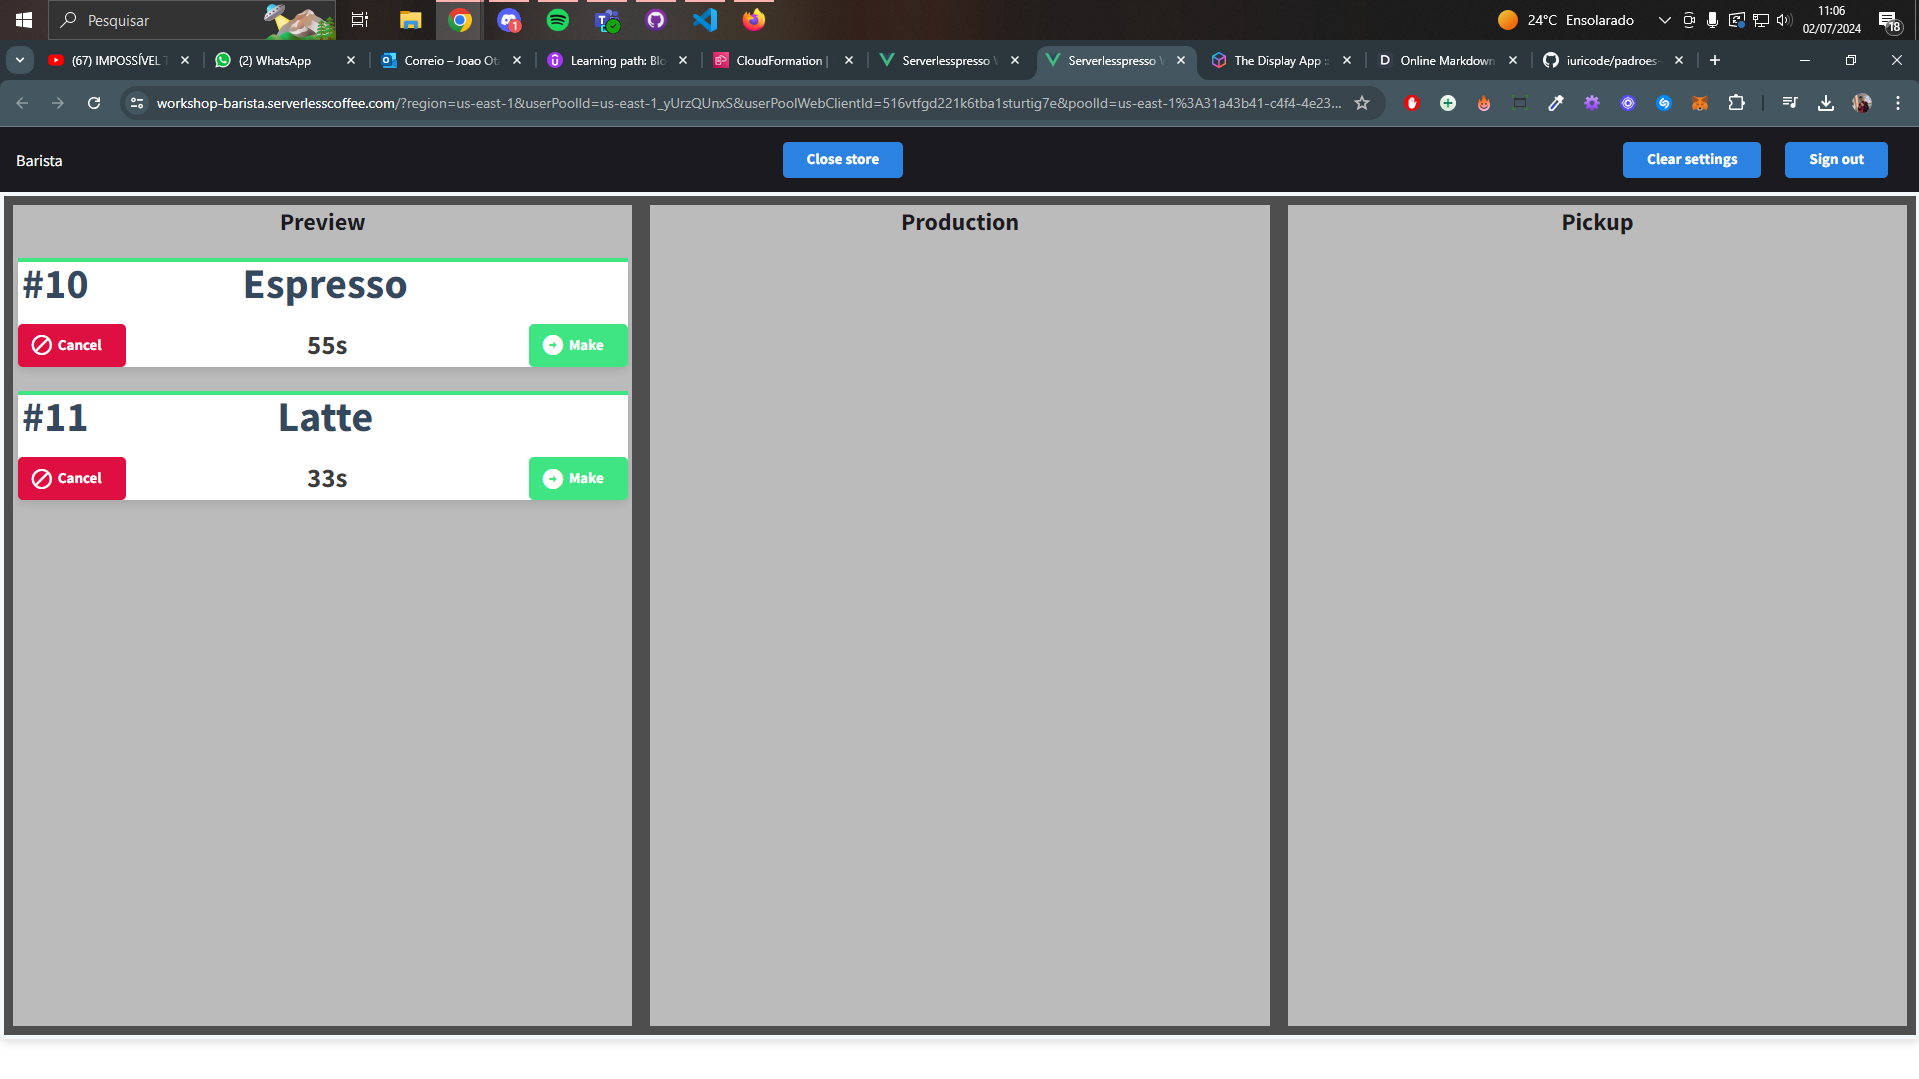 Pesquisar
1
24°C Ensolarado
11:06
02/07/2024
18
(67) IMPOSSÍVEL T
(2) WhatsApp
Correio – Joao Ota
Learning path: Blo
CloudFormation |
Serverlesspresso W
Serverlesspresso W
The Display App ::
Online Markdown
iuricode/padroes-
workshop-barista.serverlesscoffee.com/?region=us-east-1&userPoolId=us-east-1_yUrzQUnxS&userPoolWebClientId=516vtfgd221k6tba1sturtig7e&poolId=us-east-1%3A31a43b41-c4f4-4e23...
Barista
Close store
Clear settings
Sign out
Preview
Production
Pickup
#10 Espresso
Cancel
55s
Make
#11 Latte
Cancel
33s
Make